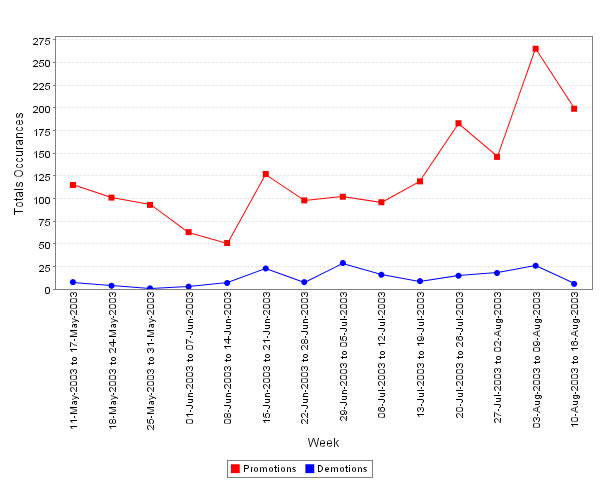 275
250
225
200
175
150
125
100
75
50
25
0
Totals Occurances
11-May-2003 to 17-May-2003
18-May-2003 to 24-May-2003
25-May-2003 to 31-May-2003
01-Jun-2003 to 07-Jun-2003
08-Jun-2003 to 14-Jun-2003
15-Jun-2003 to 21-Jun-2003
22-Jun-2003 to 28-Jun-2003
29-Jun-2003 to 05-Jul-2003
06-Jul-2003 to 12-Jul-2003
13-Jul-2003 to 19-Jul-2003
20-Jul-2003 to 26-Jul-2003
27-Jul-2003 to 02-Aug-2003
03-Aug-2003 to 09-Aug-2003
10-Aug-2003 to 16-Aug-2003
Week
Promotions Demotions